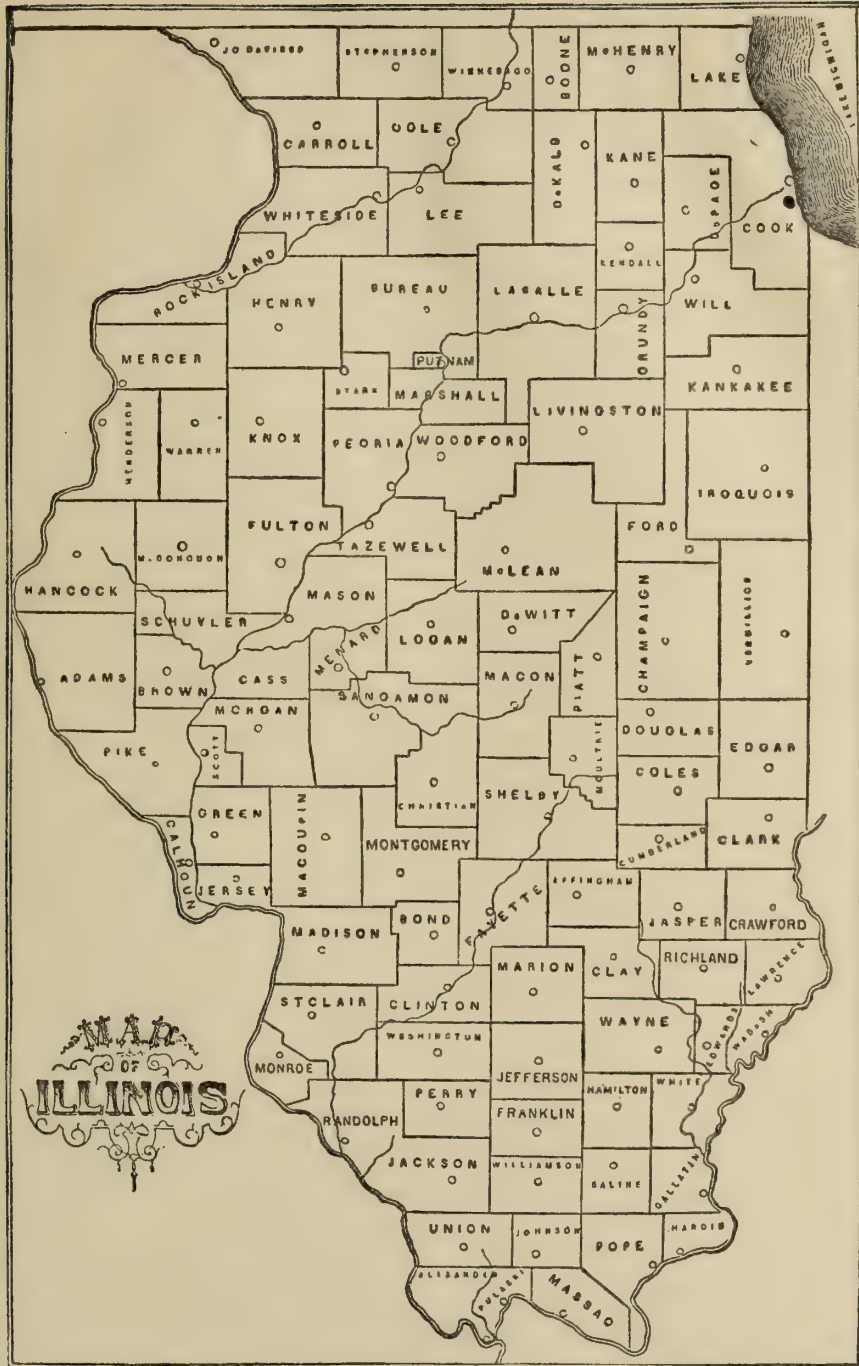 JO DAVIESS
STEPHENSON
WINNEBAGO
BOONE
McHENRY
LAKE
LAKE MICHIGAN
CARROLL
OGLE
DeKALB
KANE
DuPAGE
COOK
WHITESIDE
LEE
KENDALL
ROCK ISLAND
HENRY
BUREAU
LASALLE
GRUNDY
WILL
MERCER
PUTNAM
STARK
MARSHALL
LIVINGSTON
KANKAKEE
HENDERSON
WARREN
KNOX
PEORIA
WOODFORD
IROQUOIS
FULTON
TAZEWELL
McLEAN
FORD
HANCOCK
McDONOUGH
MASON
SCHUYLER
MENARD
LOGAN
DeWITT
CHAMPAIGN
VERMILLION
ADAMS
BROWN
CASS
SANGAMON
MACON
PIATT
MORGAN
PIKE
SCOTT
MOULTRIE
DOUGLAS
EDGAR
CHRISTIAN
SHELBY
COLES
CALHOUN
GREEN
MACOUPIN
MONTGOMERY
CUMBERLAND
CLARK
JERSEY
EFFINGHAM
FAYETTE
JASPER
CRAWFORD
MADISON
BOND
MARION
CLAY
RICHLAND
LAWRENCE
ST CLAIR
CLINTON
WAYNE
EDWARDS
WABASH
MONROE
WASHINGTON
JEFFERSON
RANDOLPH
PERRY
HAMILTON
WHITE
FRANKLIN
JACKSON
WILLIAMSON
SALINE
GALLATIN
UNION
JOHNSON
POPE
HARDIN
ALEXANDER
PULASKI
MASSAC
MAP
OF
ILLINOIS